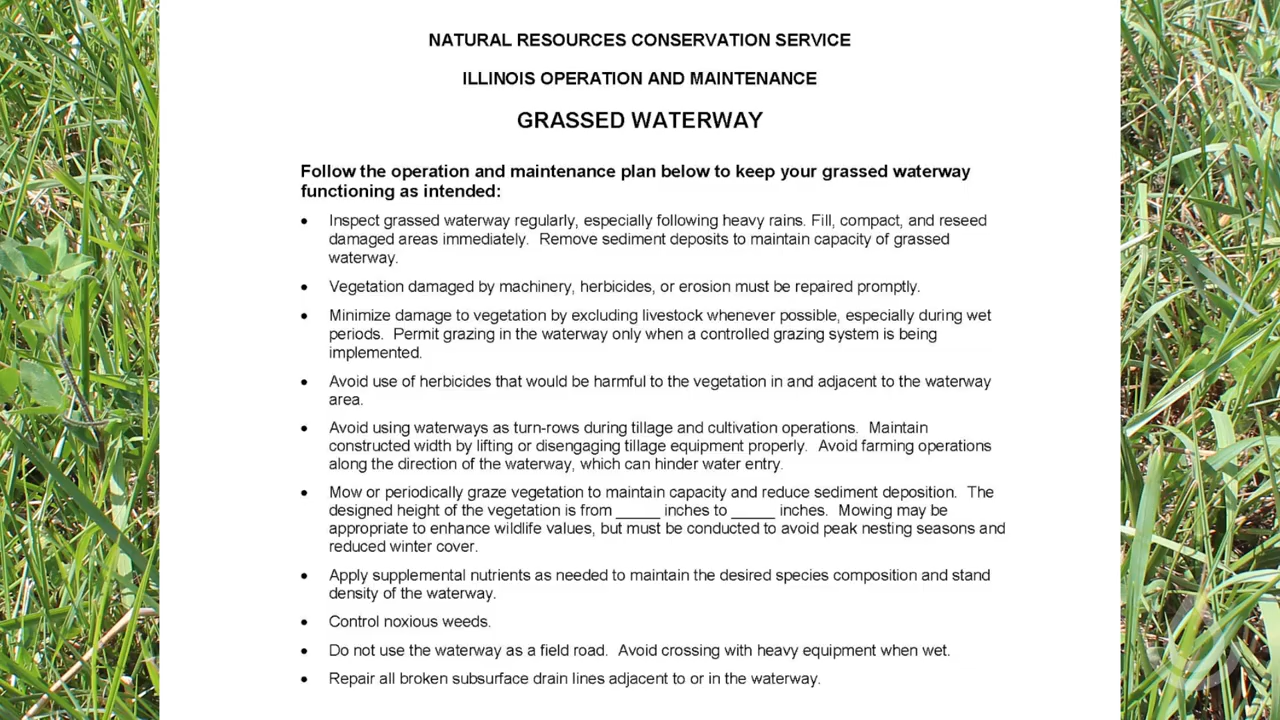 NATURAL RESOURCES CONSERVATION SERVICE
ILLINOIS OPERATION AND MAINTENANCE
GRASSED WATERWAY
Follow the operation and maintenance plan below to keep your grassed waterway
functioning as intended:
• Inspect grassed waterway regularly, especially following heavy rains. Fill, compact, and reseed
damaged areas immediately. Remove sediment deposits to maintain capacity of grassed
waterway.
• Vegetation damaged by machinery, herbicides, or erosion must be repaired promptly.
• Minimize damage to vegetation by excluding livestock whenever possible, especially during wet
periods. Permit grazing in the waterway only when a controlled grazing system is being
implemented.
• Avoid use of herbicides that would be harmful to the vegetation in and adjacent to the waterway
area.
• Avoid using waterways as turn-rows during tillage and cultivation operations. Maintain
constructed width by lifting or disengaging tillage equipment properly. Avoid farming operations
along the direction of the waterway, which can hinder water entry.
• Mow or periodically graze vegetation to maintain capacity and reduce sediment deposition. The
designed height of the vegetation is from _____ inches to _____ inches. Mowing may be
appropriate to enhance wildlife values, but must be conducted to avoid peak nesting seasons and
reduced winter cover.
• Apply supplemental nutrients as needed to maintain the desired species composition and stand
density of the waterway.
• Control noxious weeds.
• Do not use the waterway as a field road. Avoid crossing with heavy equipment when wet.
• Repair all broken subsurface drain lines adjacent to or in the waterway.